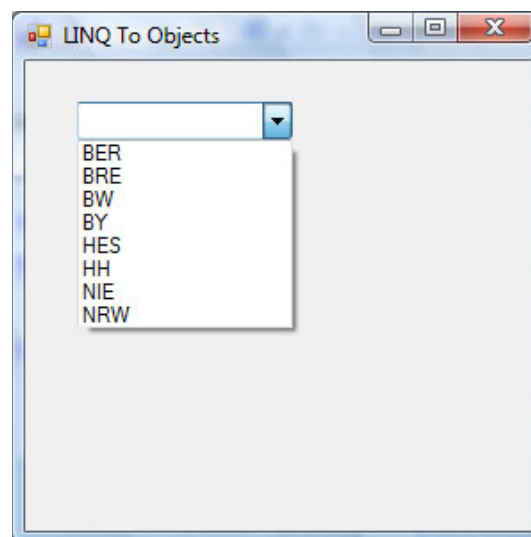 LINQ To Objects
BER
BRE
BW
BY
HES
HH
NIE
NRW